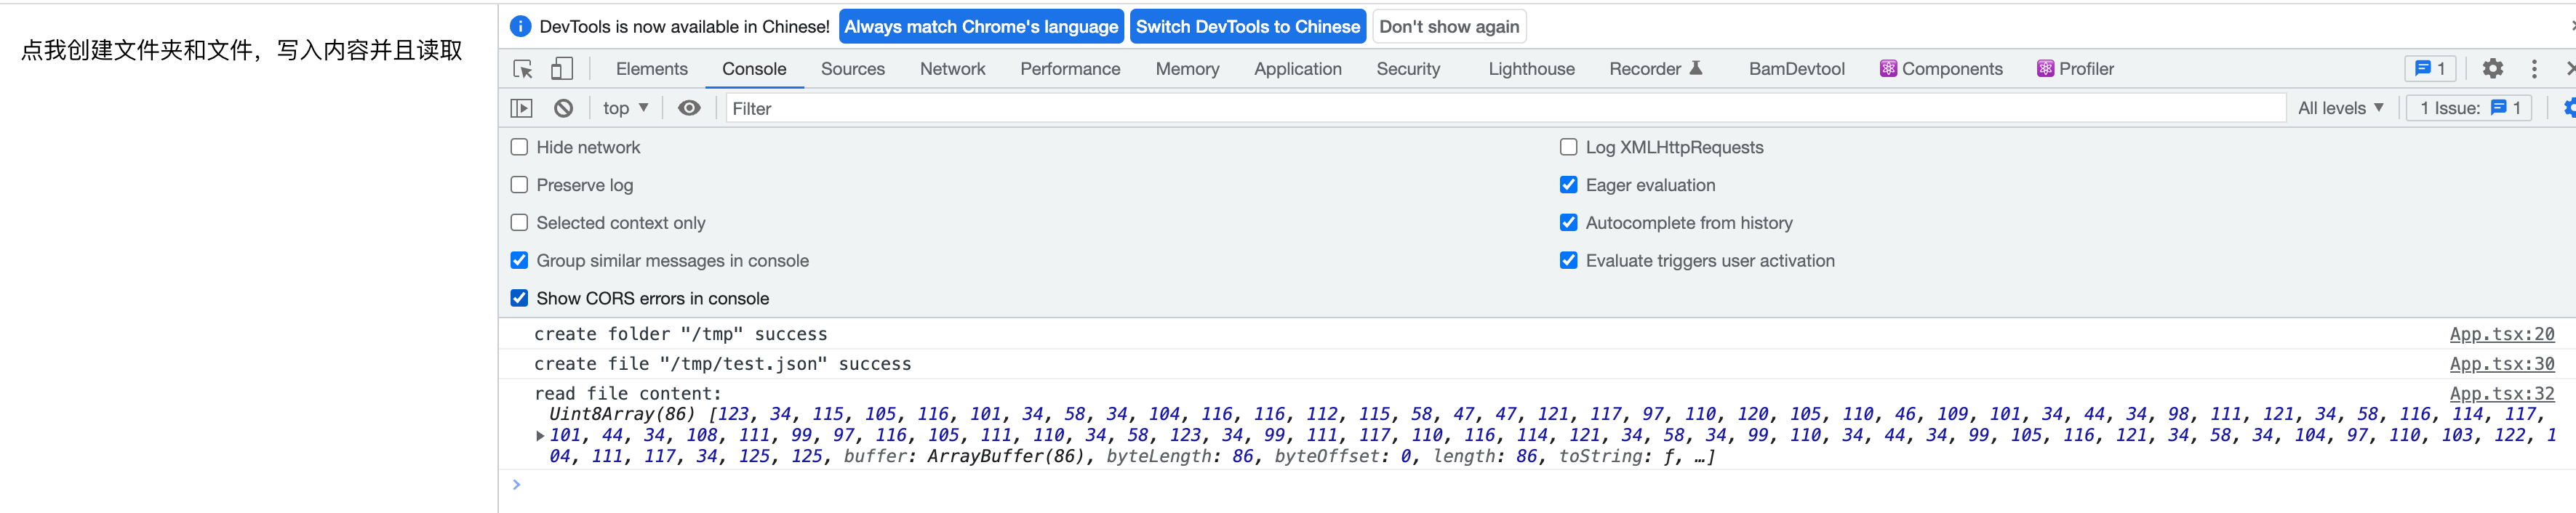 点我创建文件夹和文件，写入内容并且读取
DevTools is now available in Chinese! Always match Chrome's language Switch DevTools to Chinese Don't show again
Elements Console Sources Network Performance Memory Application Security Lighthouse Recorder BamDevtool Components Profiler 1
top Filter All levels 1 Issue: 1
Hide network Log XMLHttpRequests
Preserve log Eager evaluation
Selected context only Autocomplete from history
Group similar messages in console Evaluate triggers user activation
Show CORS errors in console
create folder "/tmp" success App.tsx:20
create file "/tmp/test.json" success App.tsx:30
read file content: App.tsx:32
Uint8Array(86) [123, 34, 115, 105, 116, 101, 34, 58, 34, 104, 116, 116, 112, 115, 58, 47, 47, 121, 117, 97, 110, 120, 105, 110, 46, 109, 101, 34, 44, 34, 98, 111, 121, 34, 58, 116, 114, 117,
101, 44, 34, 108, 111, 99, 97, 116, 105, 111, 110, 34, 58, 123, 34, 99, 111, 117, 110, 116, 114, 121, 34, 58, 34, 99, 110, 34, 44, 34, 99, 105, 116, 121, 34, 58, 34, 104, 97, 110, 103, 122, 1
04, 111, 117, 34, 125, 125, buffer: ArrayBuffer(86), byteLength: 86, byteOffset: 0, length: 86, toString: ƒ, …]